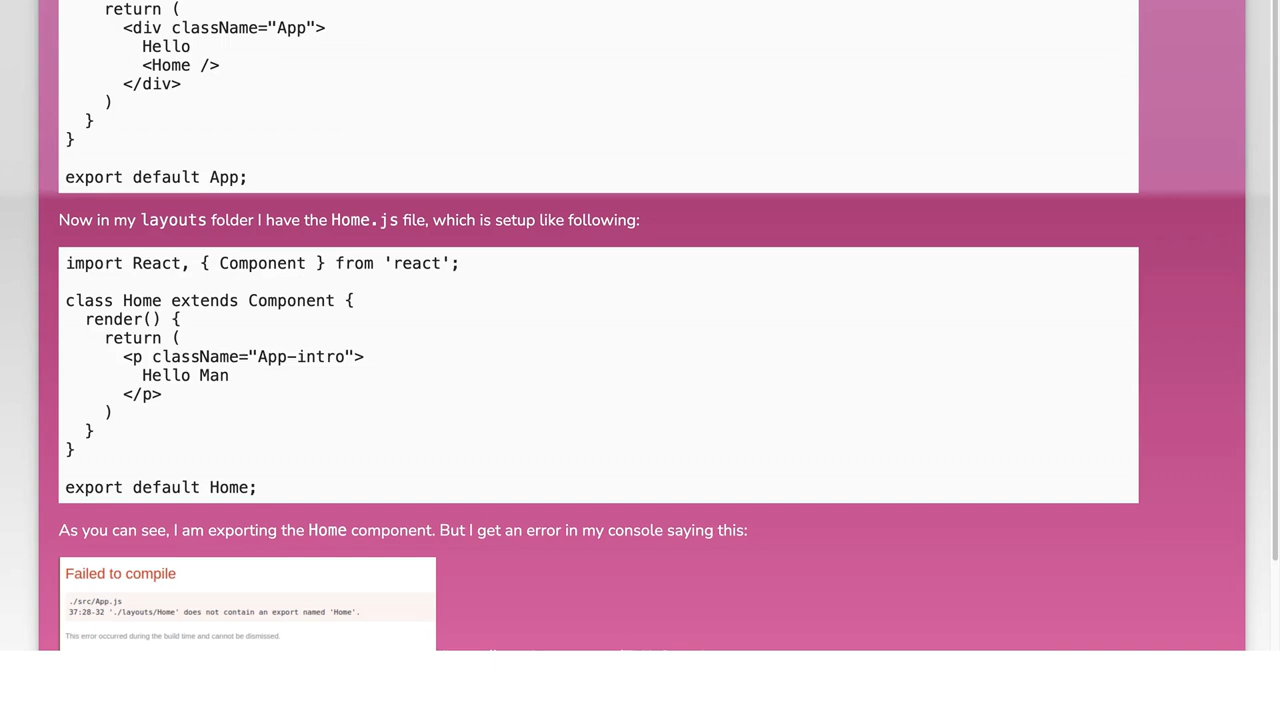 return (
<div className="App">
Hello
<Home />
</div>
)
}
}
export default App;
Now in my layouts folder I have the Home.js file, which is setup like following:
import React, { Component } from 'react';
class Home extends Component {
render() {
return (
<p className="App-intro">
Hello Man
</p>
)
}
}
export default Home;
As you can see, I am exporting the Home component. But I get an error in my console saying this:
Failed to compile
./src/App.js
37:28-32 './layouts/Home' does not contain an export named 'Home'.
This error occurred during the build time and cannot be dismissed.